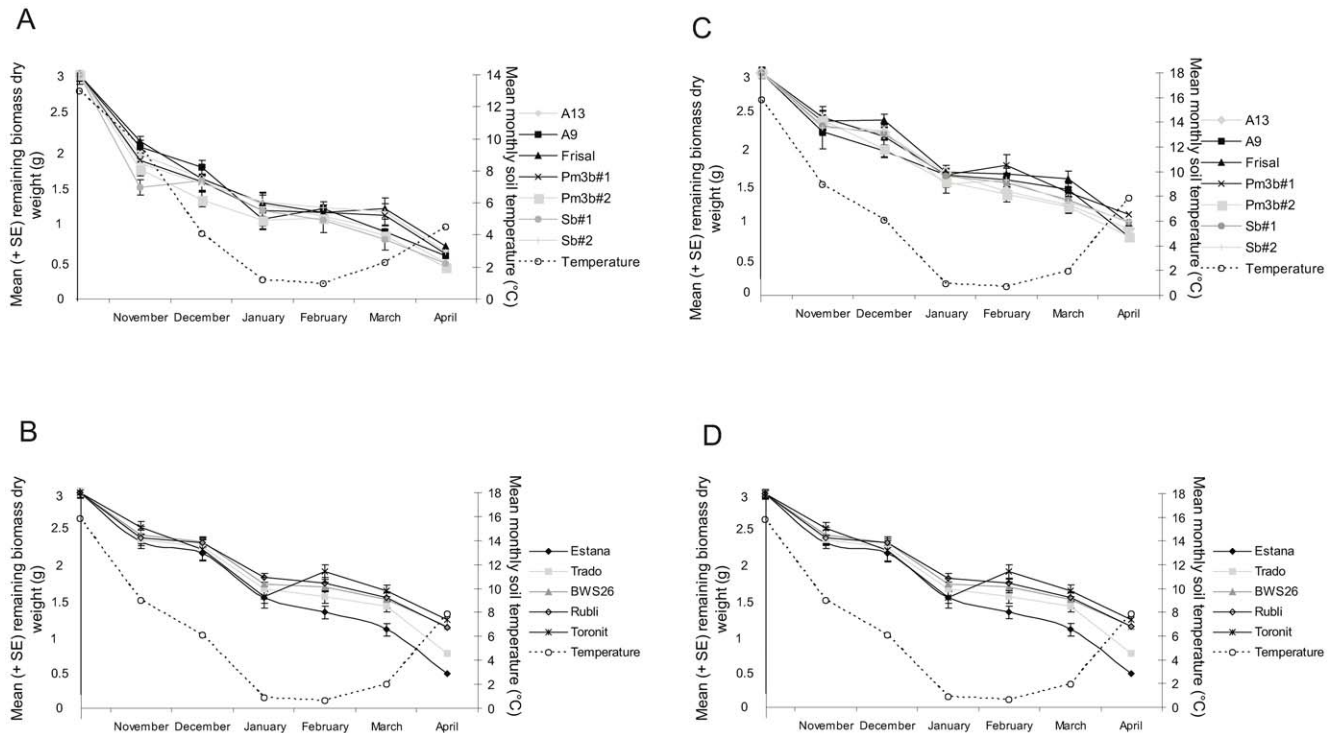 A
Mean (+ SE) remaining biomass dry
weight (g)
3
2.5
2
1.5
1
0.5
0
November December January February March April
14
12
10
8
6
4
2
0
Mean monthly soil temperature (°C)
A13
A9
Frisal
Pm3b#1
Pm3b#2
Sb#1
Sb#2
Temperature
C
Mean (+ SE) remaining biomass dry
weight (g)
3
2.5
2
1.5
1
0.5
0
November December January February March April
18
16
14
12
10
8
6
4
2
0
Mean monthly soil temperature (°C)
A13
A9
Frisal
Pm3b#1
Pm3b#2
Sb#1
Sb#2
Temperature
B
Mean (+ SE) remaining biomass dry
weight (g)
3
2.5
2
1.5
1
0.5
0
November December January February March April
18
16
14
12
10
8
6
4
2
0
Mean monthly soil temperature (°C)
Estana
Trado
BWS26
Rubli
Toronit
Temperature
D
Mean (+ SE) remaining biomass dry
weight (g)
3
2.5
2
1.5
1
0.5
0
November December January February March April
18
16
14
12
10
8
6
4
2
0
Mean monthly soil temperature (°C)
Estana
Trado
BWS26
Rubli
Toronit
Temperature